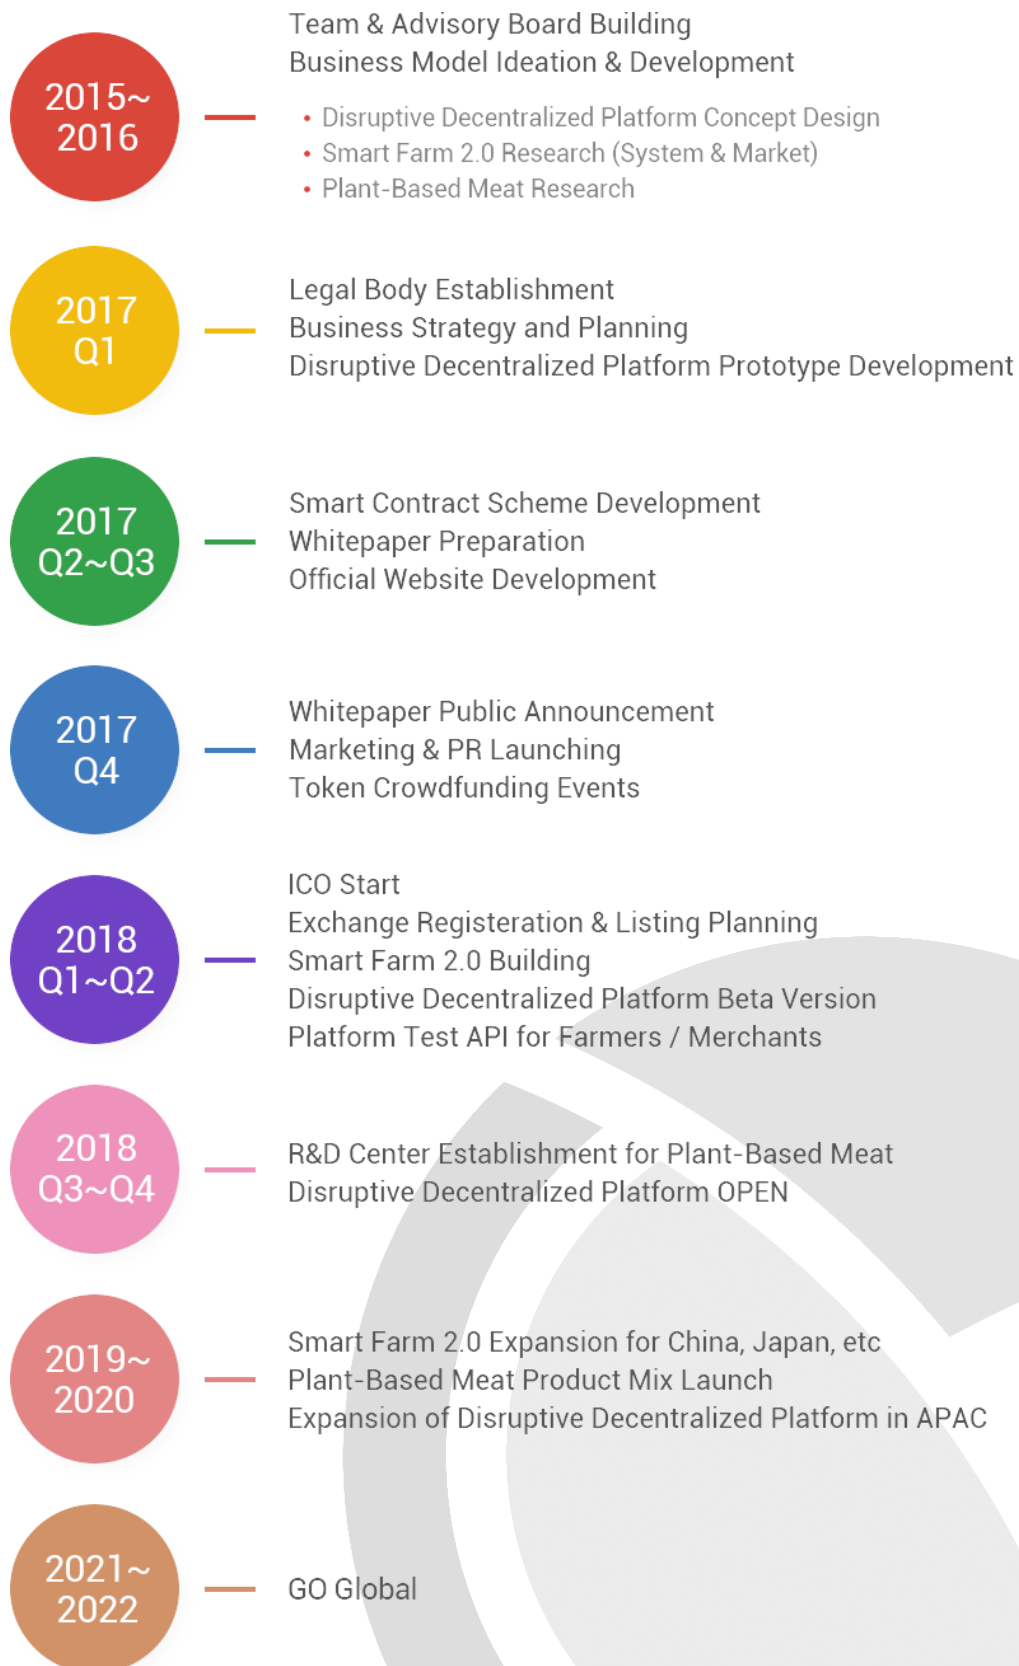 2015~
2016
Team & Advisory Board Building
Business Model Ideation & Development
• Disruptive Decentralized Platform Concept Design
• Smart Farm 2.0 Research (System & Market)
• Plant-Based Meat Research
2017
Q1
Legal Body Establishment
Business Strategy and Planning
Disruptive Decentralized Platform Prototype Development
2017
Q2~Q3
Smart Contract Scheme Development
Whitepaper Preparation
Official Website Development
2017
Q4
Whitepaper Public Announcement
Marketing & PR Launching
Token Crowdfunding Events
2018
Q1~Q2
ICO Start
Exchange Registeration & Listing Planning
Smart Farm 2.0 Building
Disruptive Decentralized Platform Beta Version
Platform Test API for Farmers / Merchants
2018
Q3~Q4
R&D Center Establishment for Plant-Based Meat
Disruptive Decentralized Platform OPEN
2019~
2020
Smart Farm 2.0 Expansion for China, Japan, etc
Plant-Based Meat Product Mix Launch
Expansion of Disruptive Decentralized Platform in APAC
2021~
2022
GO Global